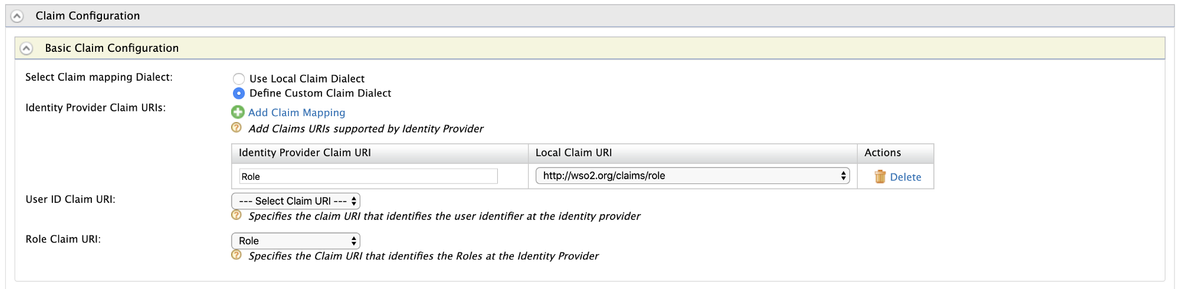 Claim Configuration
Basic Claim Configuration
Select Claim mapping Dialect:
Use Local Claim Dialect
Define Custom Claim Dialect
Identity Provider Claim URIs:
Add Claim Mapping
Add Claims URIs supported by Identity Provider
Identity Provider Claim URI Local Claim URI Actions
Role http://wso2.org/claims/role Delete
User ID Claim URI: --- Select Claim URI ---
Specifies the claim URI that identifies the user identifier at the identity provider
Role Claim URI: Role
Specifies the Claim URI that identifies the Roles at the Identity Provider